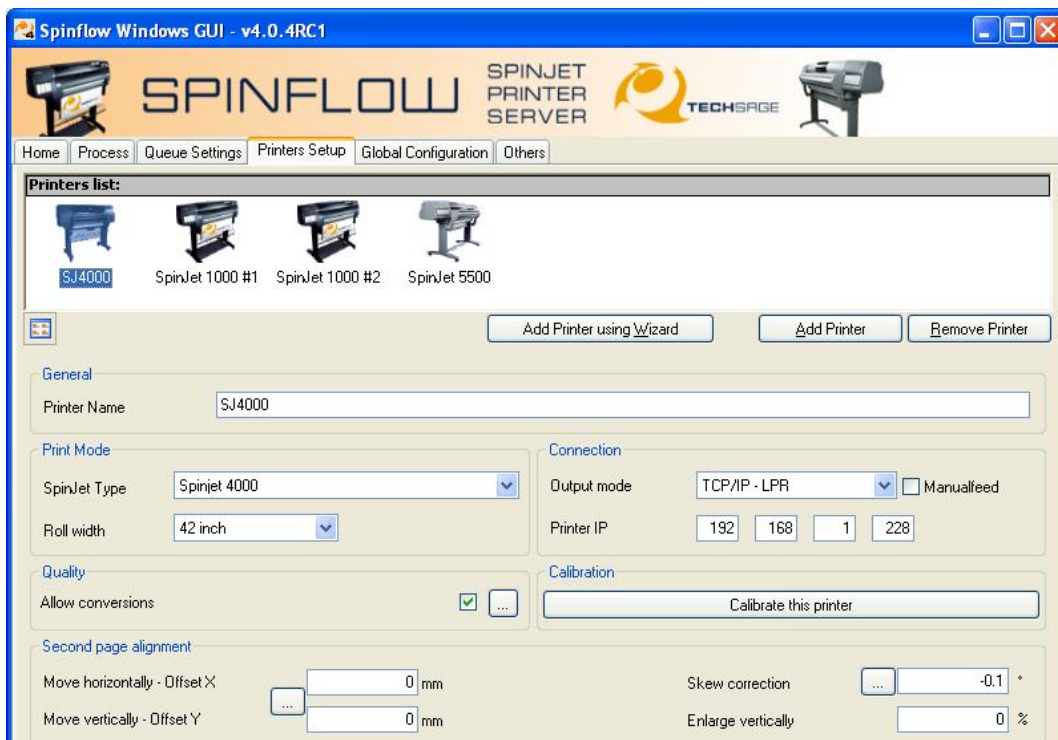 Spinflow Windows GUI - v4.0.4RC1
SPINFLOW
SPINJET
PRINTER
SERVER
TECHSAGE
Home Process Queue Settings Printers Setup Global Configuration Others
Printers list:
SJ4000 SpinJet 1000 #1 SpinJet 1000 #2 SpinJet 5500
Add Printer using Wizard Add Printer Remove Printer
General
Printer Name SJ4000
Print Mode
SpinJet Type Spinjet 4000
Roll width 42 inch
Connection
Output mode TCP/IP - LPR Manualfeed
Printer IP 192 168 1 228
Quality
Allow conversions ...
Calibration
Calibrate this printer
Second page alignment
Move horizontally - Offset X 0 mm
...
Move vertically - Offset Y 0 mm
Skew correction ... -0.1 °
Enlarge vertically 0 %